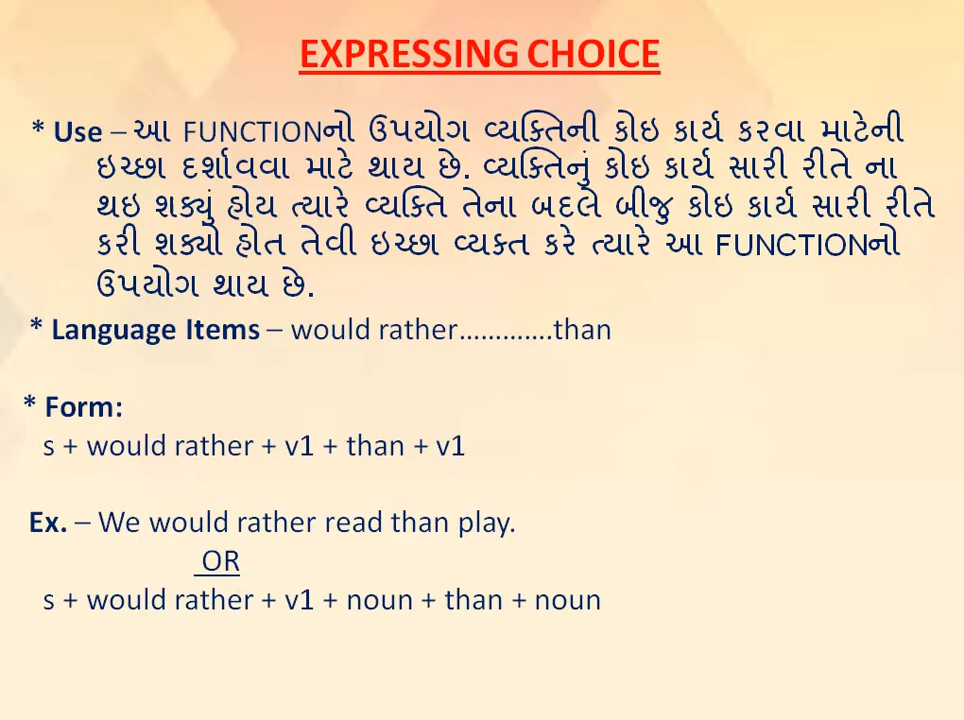 EXPRESSING CHOICE
* Use – આ FUNCTIONનો ઉપયોગ વ્યક્તિની કોઇ કાર્ય કરવા માટેની
ઇચ્છા દર્શાવવા માટે થાય છે. વ્યક્તિનું કોઇ કાર્ય સારી રીતે ના
થઇ શક્યું હોય ત્યારે વ્યક્તિ તેના બદલે બીજુ કોઇ કાર્ય સારી રીતે
કરી શક્યો હોત તેવી ઇચ્છા વ્યક્ત કરે ત્યારે આ FUNCTIONનો
ઉપયોગ થાય છે.
* Language Items – would rather.............than
* Form:
s + would rather + v1 + than + v1
Ex. – We would rather read than play.
OR
s + would rather + v1 + noun + than + noun